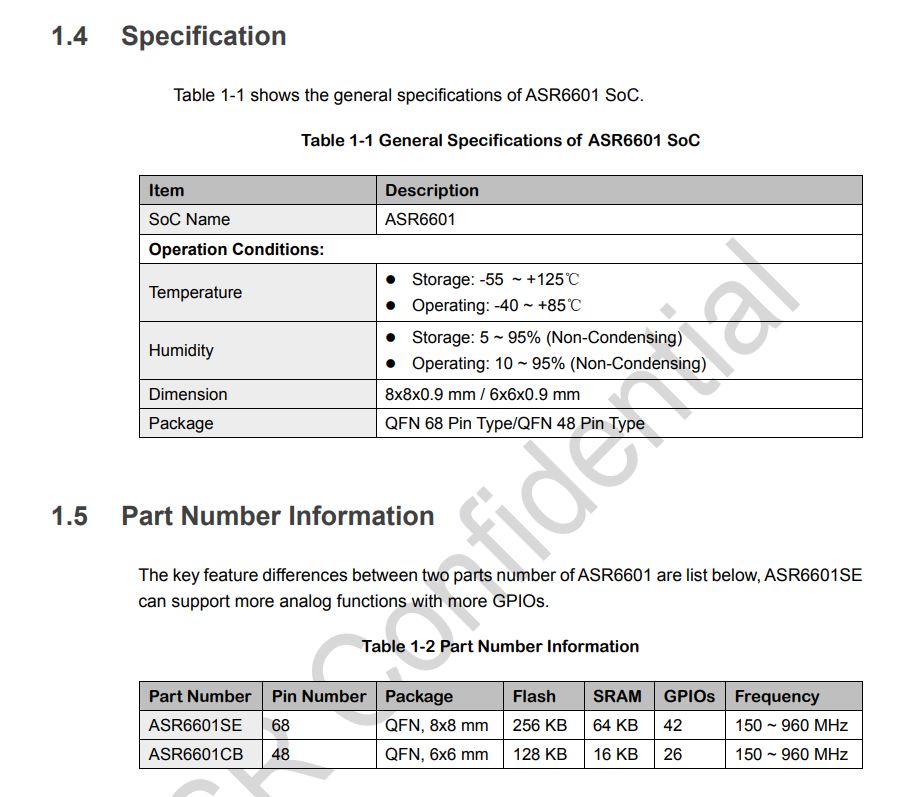 1.4 Specification
Table 1-1 shows the general specifications of ASR6601 SoC.
Table 1-1 General Specifications of ASR6601 SoC
Item Description
SoC Name ASR6601
Operation Conditions:
Temperature
● Storage: -55 ~ +125℃
● Operating: -40 ~ +85℃
Humidity
● Storage: 5 ~ 95% (Non-Condensing)
● Operating: 10 ~ 95% (Non-Condensing)
Dimension 8x8x0.9 mm / 6x6x0.9 mm
Package QFN 68 Pin Type/QFN 48 Pin Type
1.5 Part Number Information
The key feature differences between two parts number of ASR6601 are list below, ASR6601SE
can support more analog functions with more GPIOs.
Table 1-2 Part Number Information
Part Number Pin Number Package Flash SRAM GPIOs Frequency
ASR6601SE 68 QFN, 8x8 mm 256 KB 64 KB 42 150 ~ 960 MHz
ASR6601CB 48 QFN, 6x6 mm 128 KB 16 KB 26 150 ~ 960 MHz
Confidential